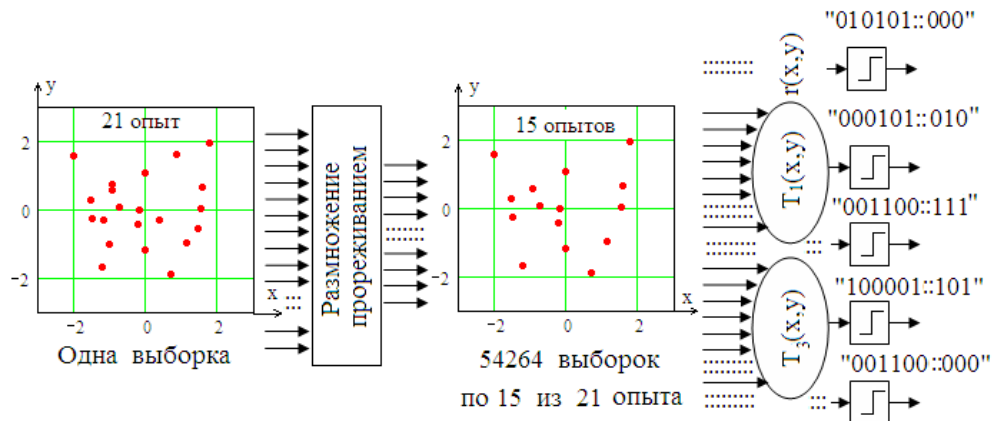 y
21 опыт
2
0
−2
x
−2
0
2
Одна выборка
Размножение
прореживанием
y
15 опытов
2
0
−2
x
−2
0
2
54264 выборок
по 15 из 21 опыта
r(x,y)
T₁(x,y)
T₃(x,y)
"010101::000"
"000101::010"
"001100::111"
"100001::101"
"001100::000"